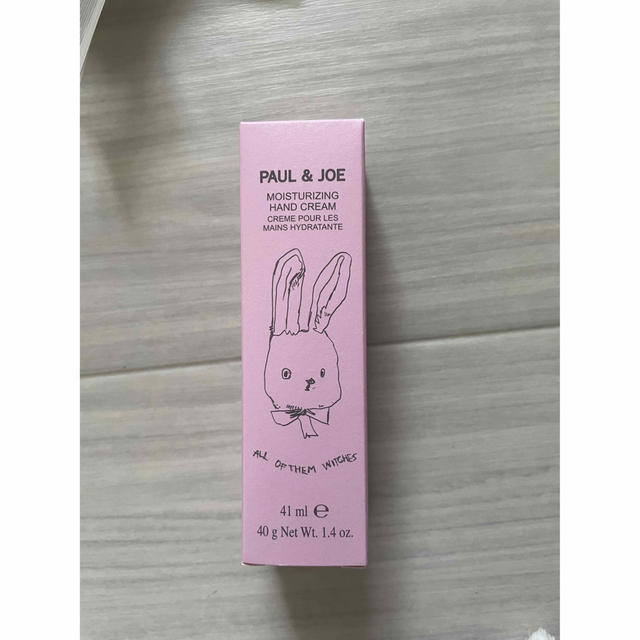 PAUL & JOE
MOISTURIZING
HAND CREAM
CREME POUR LES
MAINS HYDRATANTE
ALL OF THEM WITCHES
41 ml ℮
40 g Net Wt. 1.4 oz.